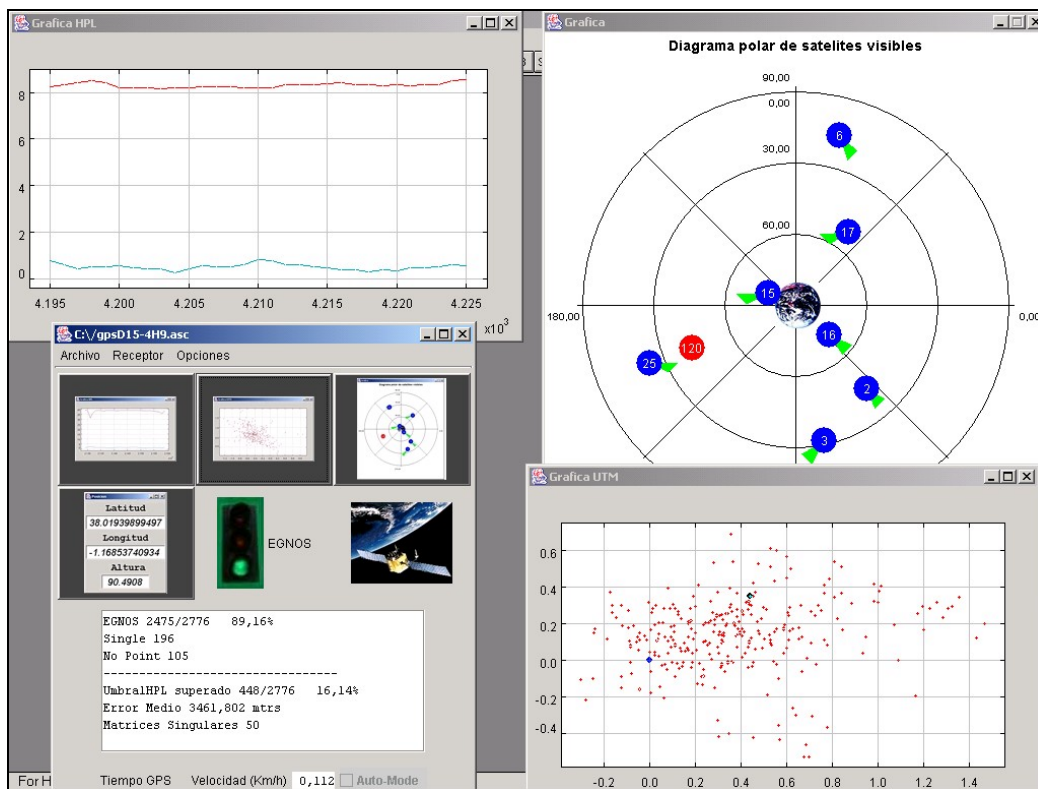 Grafica HPL
8
6
4
2
0
4.195
4.200
4.205
4.210
4.215
4.220
4.225
x10³
Grafica
Diagrama polar de satelites visibles
90,00
0,00
30,00
60,00
180,00
0,00
6
17
15
16
120
25
2
3
C:\/gpsD15-4H9.asc
Archivo Receptor Opciones
Latitud
38.01939899497
Longitud
-1.16853740934
Altura
90.4908
EGNOS
EGNOS 2475/2776 89,16%
Single 196
No Point 105
--------------------------------
UmbralHPL superado 448/2776 16,14%
Error Medio 3461,802 mtrs
Matrices Singulares 50
For H
Tiempo GPS Velocidad (Km/h) 0,112 Auto-Mode
Grafica UTM
0.6
0.4
0.2
0.0
-0.2
-0.4
-0.2
0.0
0.2
0.4
0.6
0.8
1.0
1.2
1.4